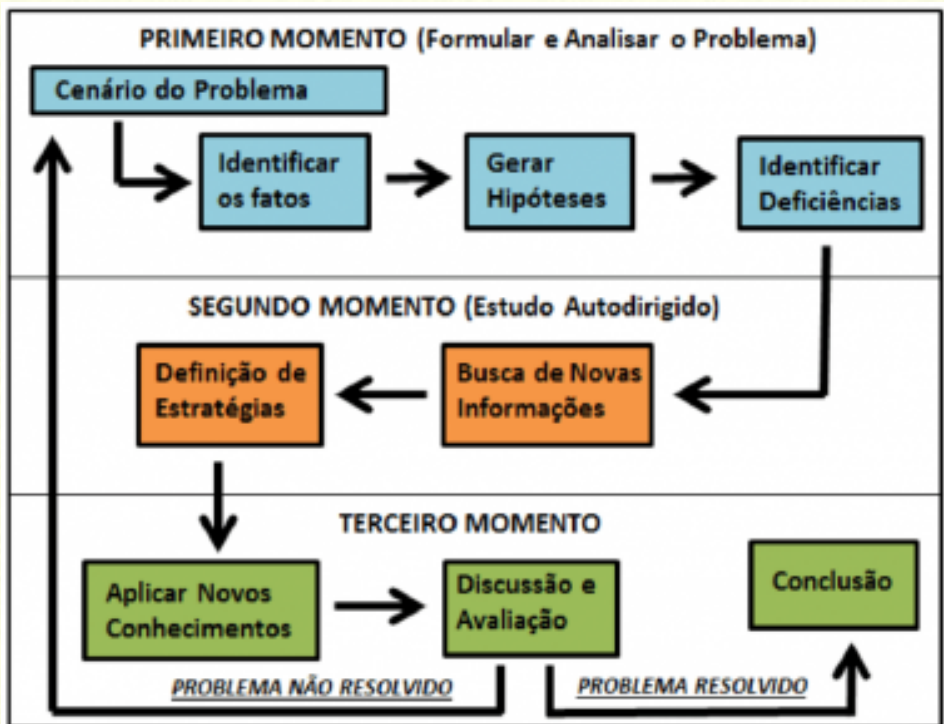 PRIMEIRO MOMENTO (Formular e Analisar o Problema)
Cenário do Problema
Identificar
os fatos
Gerar
Hipóteses
Identificar
Deficiências
SEGUNDO MOMENTO (Estudo Autodirigido)
Definição de
Estratégias
Busca de Novas
Informações
TERCEIRO MOMENTO
Aplicar Novos
Conhecimentos
Discussão e
Avaliação
Conclusão
PROBLEMA NÃO RESOLVIDO
PROBLEMA RESOLVIDO